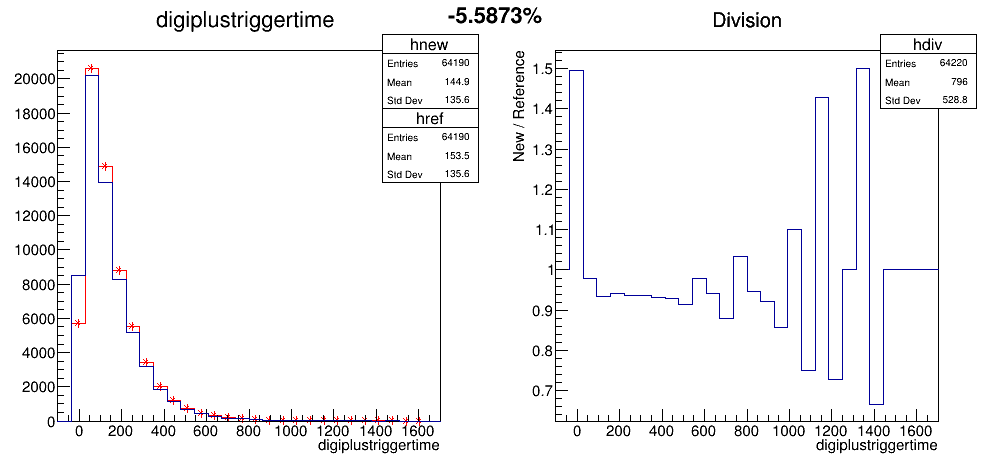 digiplustriggertime
-5.5873%
Division
hnew
Entries 64190
Mean 144.9
Std Dev 135.6
href
Entries 64190
Mean 153.5
Std Dev 135.6
20000
18000
16000
14000
12000
10000
8000
6000
4000
2000
0
0 200 400 600 800 1000 1200 1400 1600
digiplustriggertime
New / Reference
hdiv
Entries 64220
Mean 796
Std Dev 528.8
1.5
1.4
1.3
1.2
1.1
1
0.9
0.8
0.7
0 200 400 600 800 1000 1200 1400 1600
digiplustriggertime